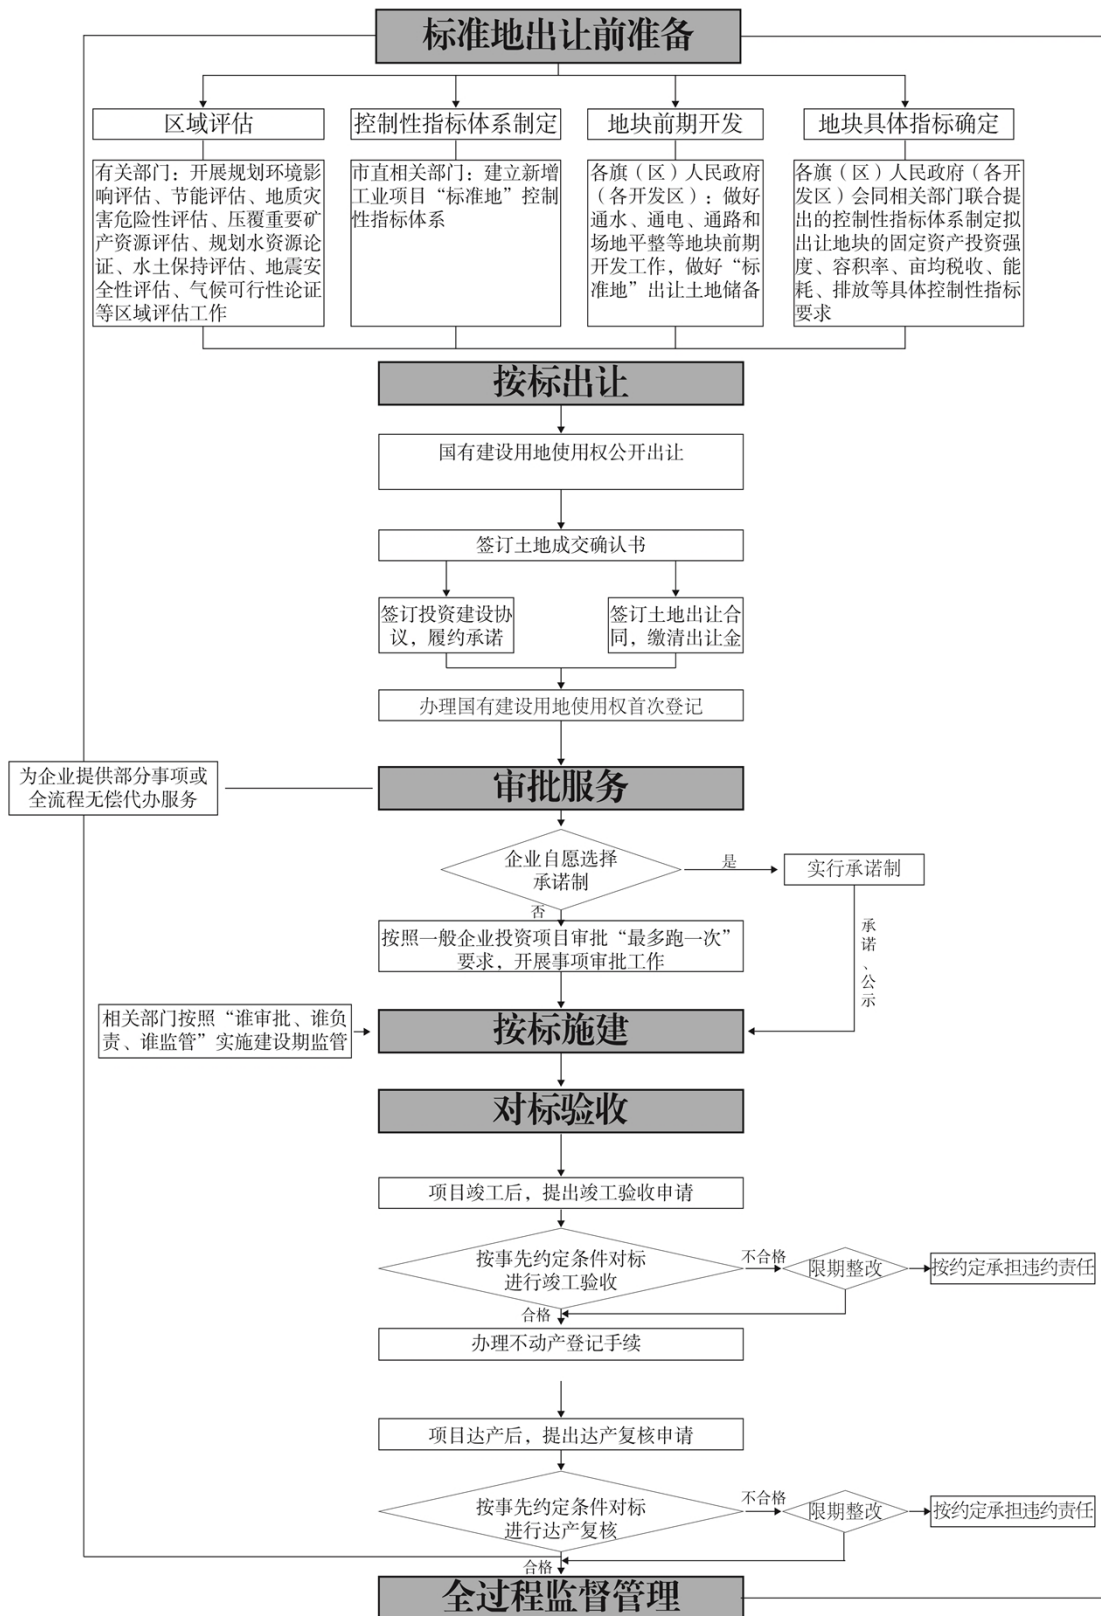 标准地出让前准备
区域评估
控制性指标体系制定
地块前期开发
地块具体指标确定
有关部门：开展规划环境影
响评估、节能评估、地质灾
害危险性评估、压覆重要矿
产资源评估、规划水资源论
证、水土保持评估、地震安
全性评估、气候可行性论证
等区域评估工作
市直相关部门：建立新增
工业项目“标准地”控制
性指标体系
各旗（区）人民政府
（各开发区）：做好
通水、通电、通路和
场地平整等地块前期
开发工作，做好“标
准地”出让土地储备
各旗（区）人民政府（各开
发区）会同相关部门联合提
出的控制性指标体系制定拟
出让地块的固定资产投资强
度、容积率、亩均税收、能
耗、排放等具体控制性指标
要求
按标出让
国有建设用地使用权公开出让
签订土地成交确认书
签订投资建设协
议，履约承诺
签订土地出让合
同，缴清出让金
办理国有建设用地使用权首次登记
为企业提供部分事项或
全流程无偿代办服务
审批服务
企业自愿选择
承诺制
是
实行承诺制
否
承诺、公示
按照一般企业投资项目审批“最多跑一次”
要求，开展事项审批工作
相关部门按照“谁审批、谁负
责、谁监管”实施建设期监管
按标施建
对标验收
项目竣工后，提出竣工验收申请
按事先约定条件对标
进行竣工验收
不合格
限期整改
按约定承担违约责任
合格
办理不动产登记手续
项目达产后，提出达产复核申请
按事先约定条件对标
进行达产复核
不合格
限期整改
按约定承担违约责任
合格
全过程监督管理